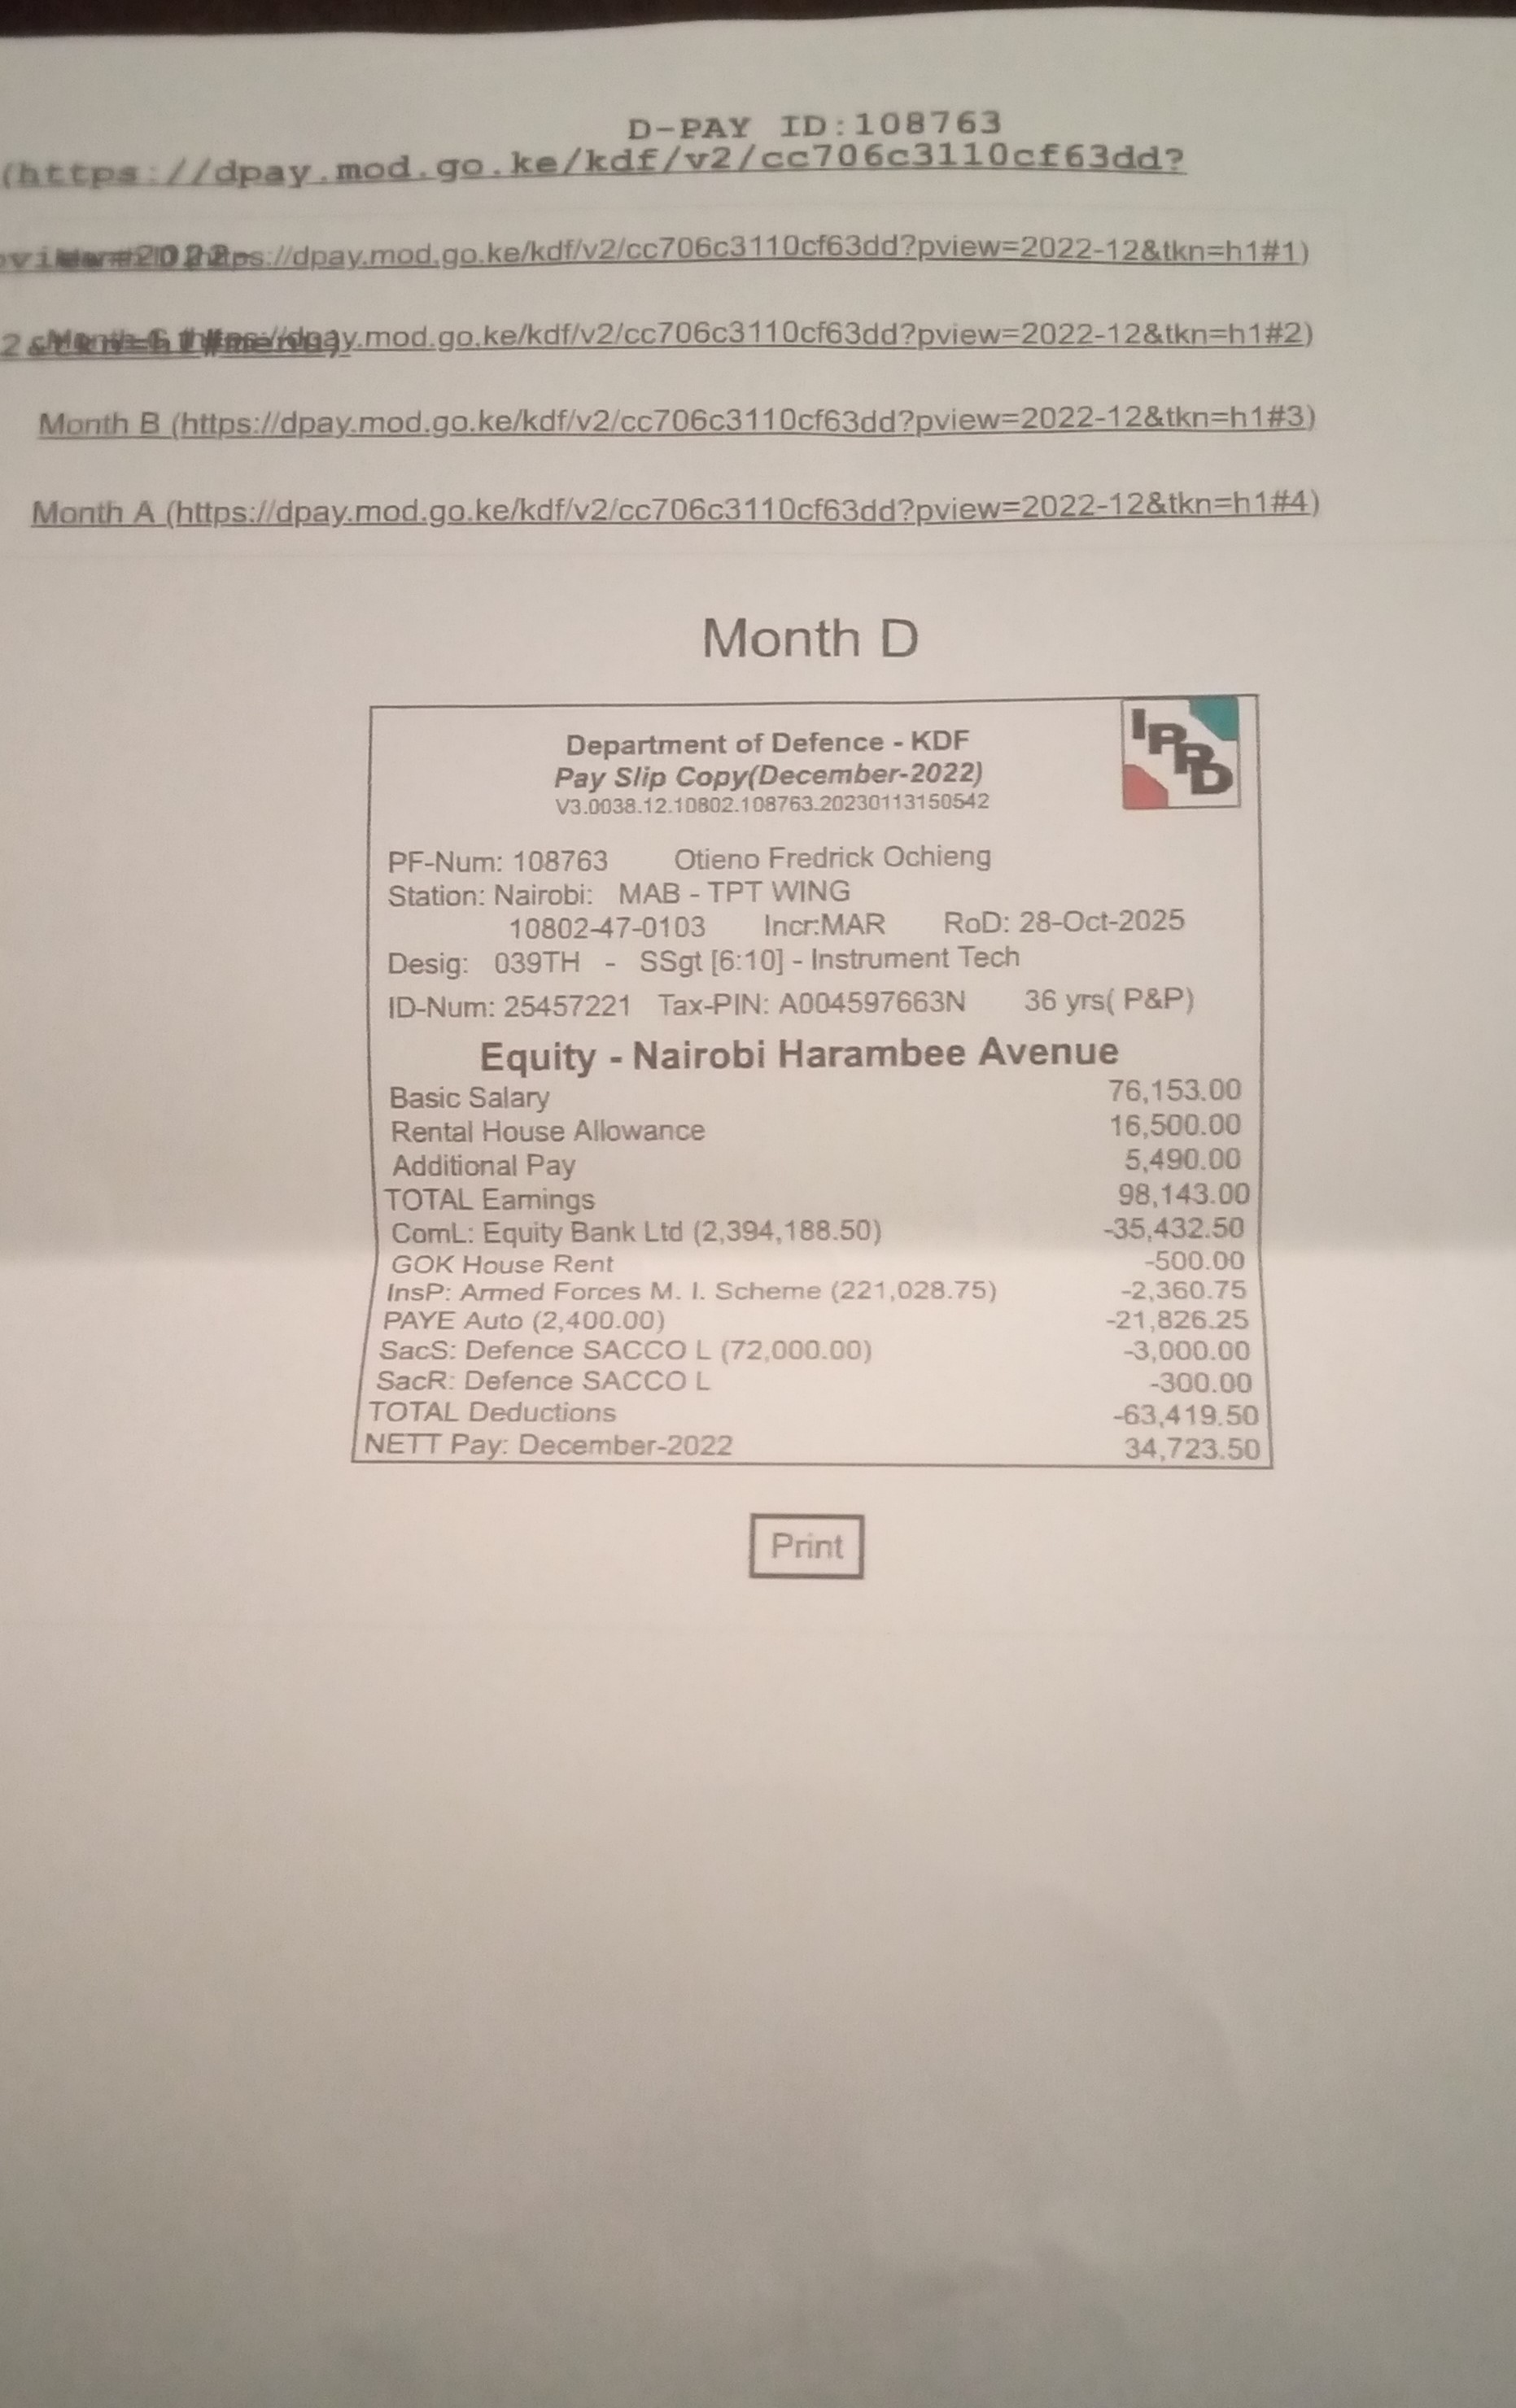 D-PAY ID:108763
(https://dpay.mod.go.ke/kdf/v2/cc706c3110cf63dd?
pview=2022- https://dpay.mod.go.ke/kdf/v2/cc706c3110cf63dd?pview=2022-12&tkn=h1#1)
2&tkn=h1#menu) https://dpay.mod.go.ke/kdf/v2/cc706c3110cf63dd?pview=2022-12&tkn=h1#2)
Month B (https://dpay.mod.go.ke/kdf/v2/cc706c3110cf63dd?pview=2022-12&tkn=h1#3)
Month A (https://dpay.mod.go.ke/kdf/v2/cc706c3110cf63dd?pview=2022-12&tkn=h1#4)
Month D
IPPD
Department of Defence - KDF
Pay Slip Copy(December-2022)
V3.0038.12.10802.108763.20230113150542
PF-Num: 108763 Otieno Fredrick Ochieng
Station: Nairobi: MAB - TPT WING
10802-47-0103 Incr:MAR RoD: 28-Oct-2025
Desig: 039TH - SSgt [6:10] - Instrument Tech
ID-Num: 25457221 Tax-PIN: A004597663N 36 yrs( P&P)
Equity - Nairobi Harambee Avenue
Basic Salary 76,153.00
Rental House Allowance 16,500.00
Additional Pay 5,490.00
TOTAL Earnings 98,143.00
ComL: Equity Bank Ltd (2,394,188.50) -35,432.50
GOK House Rent -500.00
InsP: Armed Forces M. I. Scheme (221,028.75) -2,360.75
PAYE Auto (2,400.00) -21,826.25
SacS: Defence SACCO L (72,000.00) -3,000.00
SacR: Defence SACCO L -300.00
TOTAL Deductions -63,419.50
NETT Pay: December-2022 34,723.50
Print